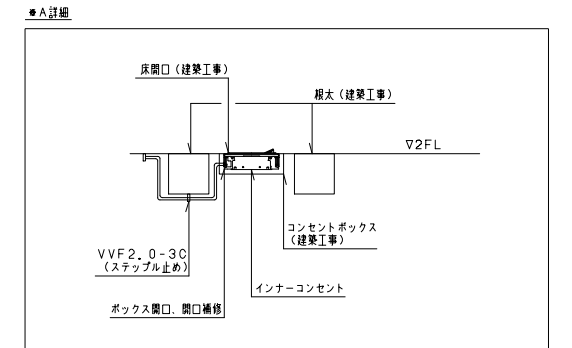 ●A詳細
床開口（建築工事）
根太（建築工事）
▽2FL
コンセントボックス
（建築工事）
VVF2.0-3C
（ステップル止め）
インナーコンセント
ボックス開口、開口補修